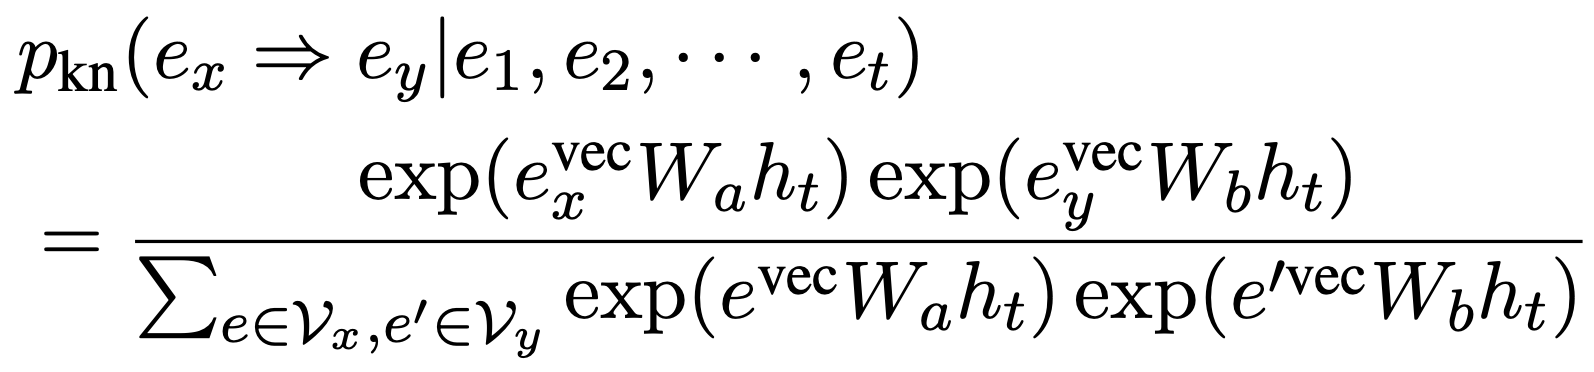 p_kn(e_x ⇒ e_y|e_1, e_2, ⋯ , e_t)
exp(e_x^vec W_a h_t) exp(e_y^vec W_b h_t)
=
∑_{e∈𝒱_x,e′∈𝒱_y} exp(e^vec W_a h_t) exp(e′^vec W_b h_t)